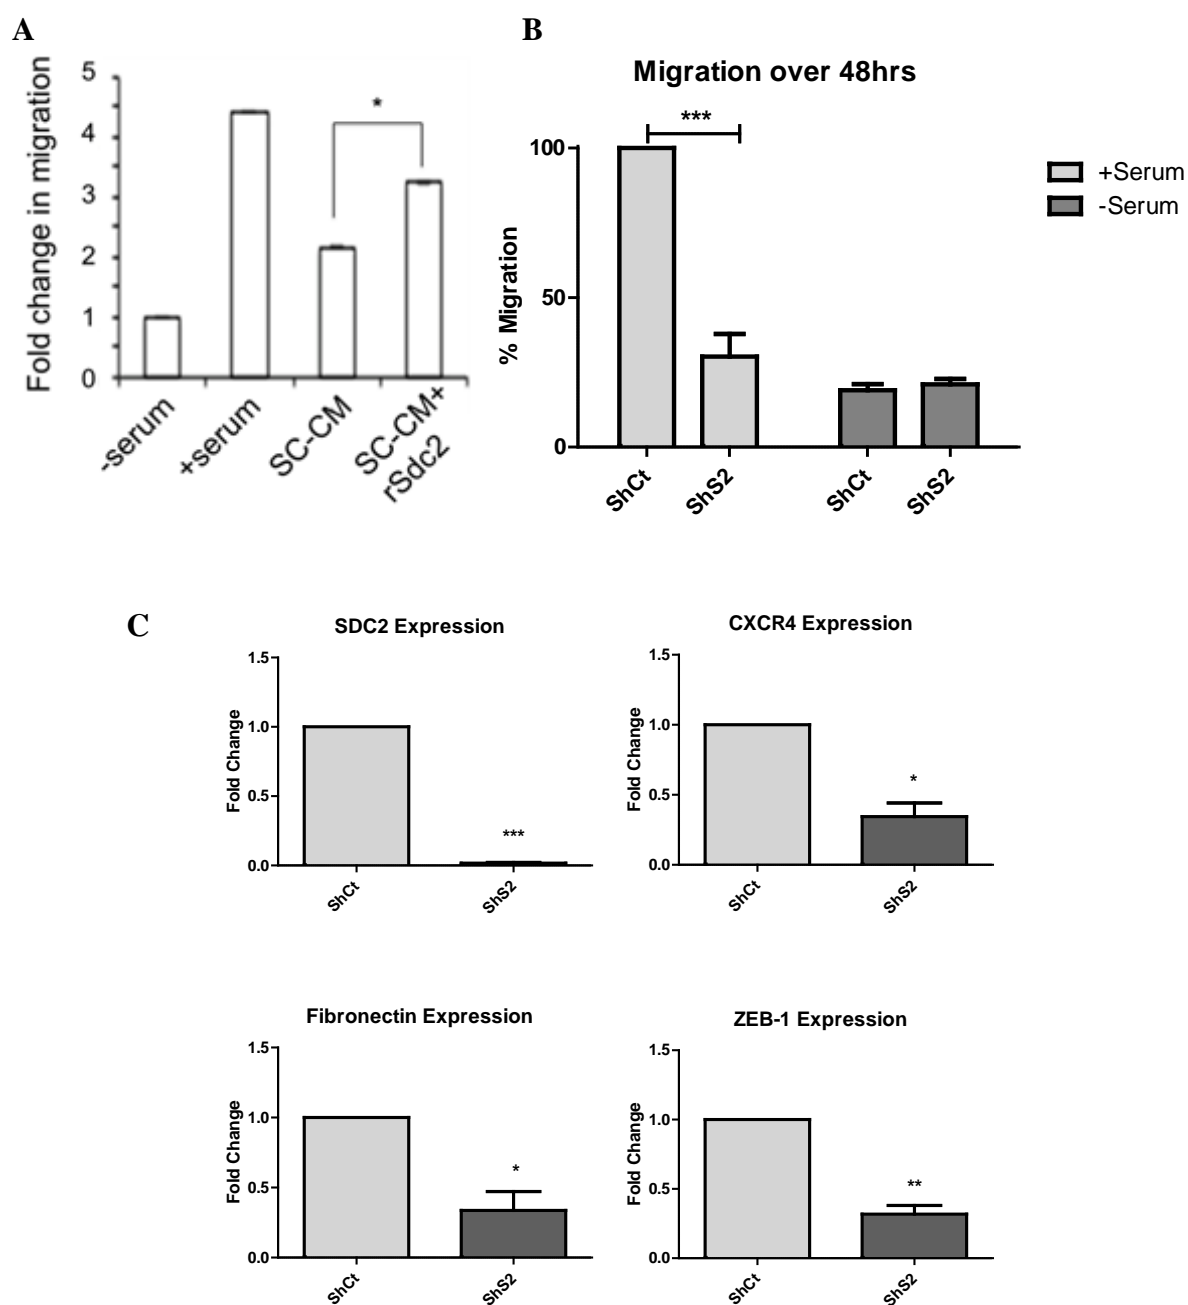 A
Fold change in migration
5
4
3
2
1
0
*
-serum
+serum
SC-CM
SC-CM+
rSdc2
B
Migration over 48hrs
% Migration
100
50
0
***
ShCt
ShS2
ShCt
ShS2
+Serum
-Serum
C
SDC2 Expression
Fold Change
1.5
1.0
0.5
0.0
***
ShCt
ShS2
CXCR4 Expression
Fold Change
1.5
1.0
0.5
0.0
*
ShCt
ShS2
Fibronectin Expression
Fold Change
1.5
1.0
0.5
0.0
*
ShCt
ShS2
ZEB-1 Expression
Fold Change
1.5
1.0
0.5
0.0
**
ShCt
ShS2